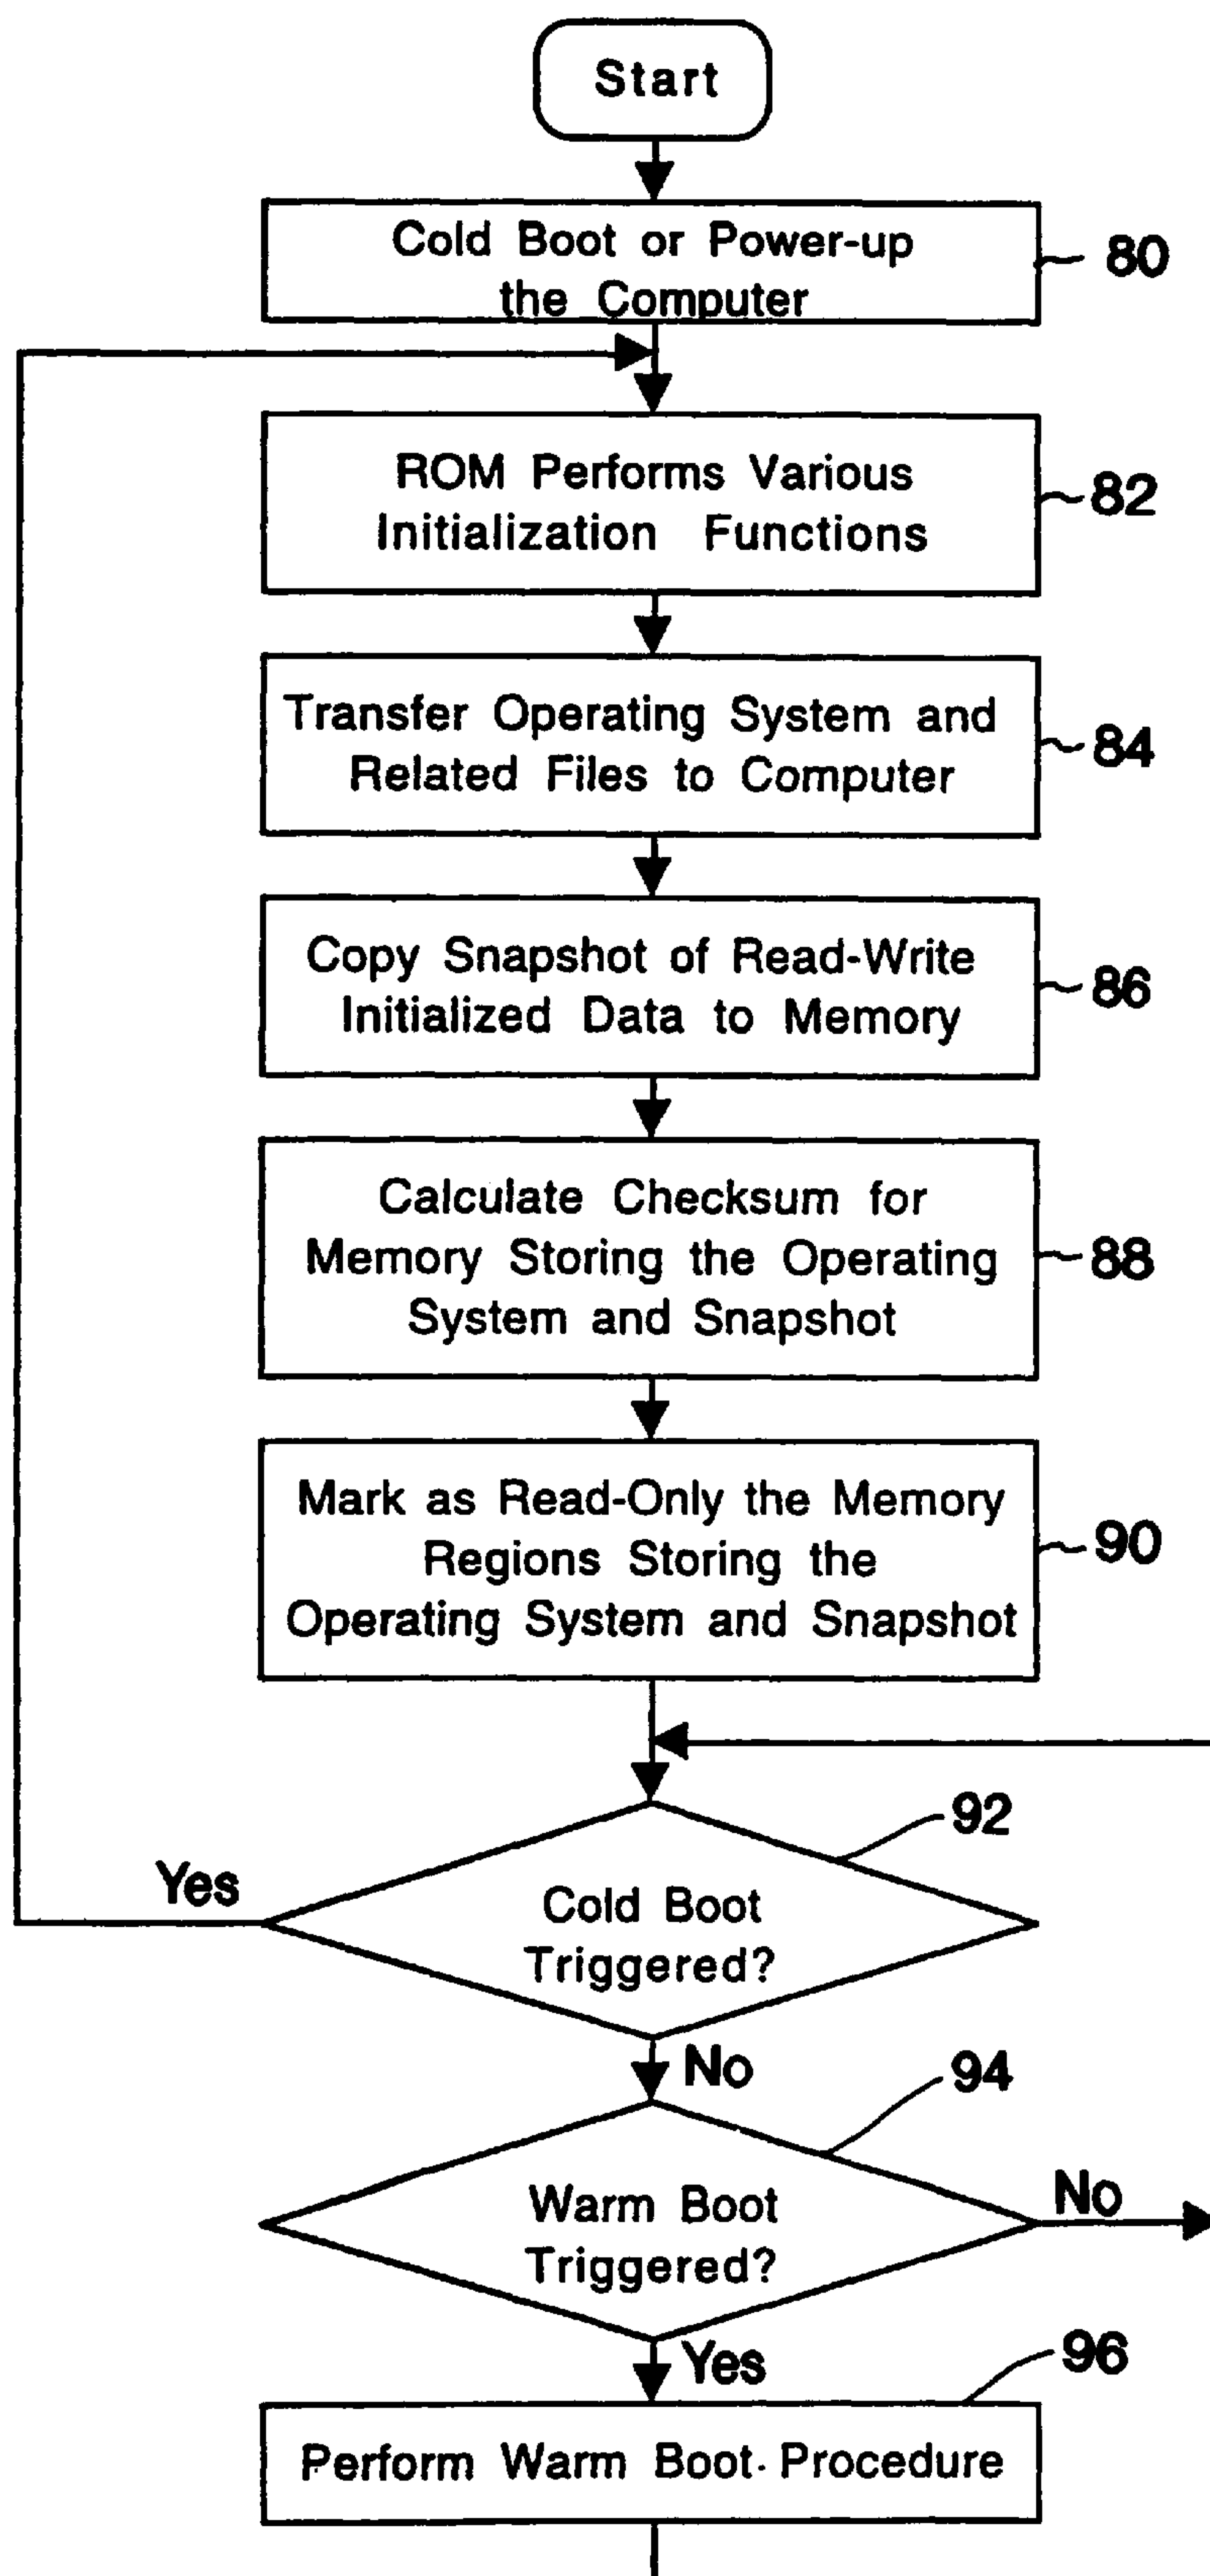 Start
Cold Boot or Power-up
the Computer
80
ROM Performs Various
Initialization Functions
82
Transfer Operating System and
Related Files to Computer
84
Copy Snapshot of Read-Write
Initialized Data to Memory
86
Calculate Checksum for
Memory Storing the Operating
System and Snapshot
88
Mark as Read-Only the Memory
Regions Storing the
Operating System and Snapshot
90
92
Yes
Cold Boot
Triggered?
No
94
Warm Boot
Triggered?
No
Yes
96
Perform Warm Boot Procedure